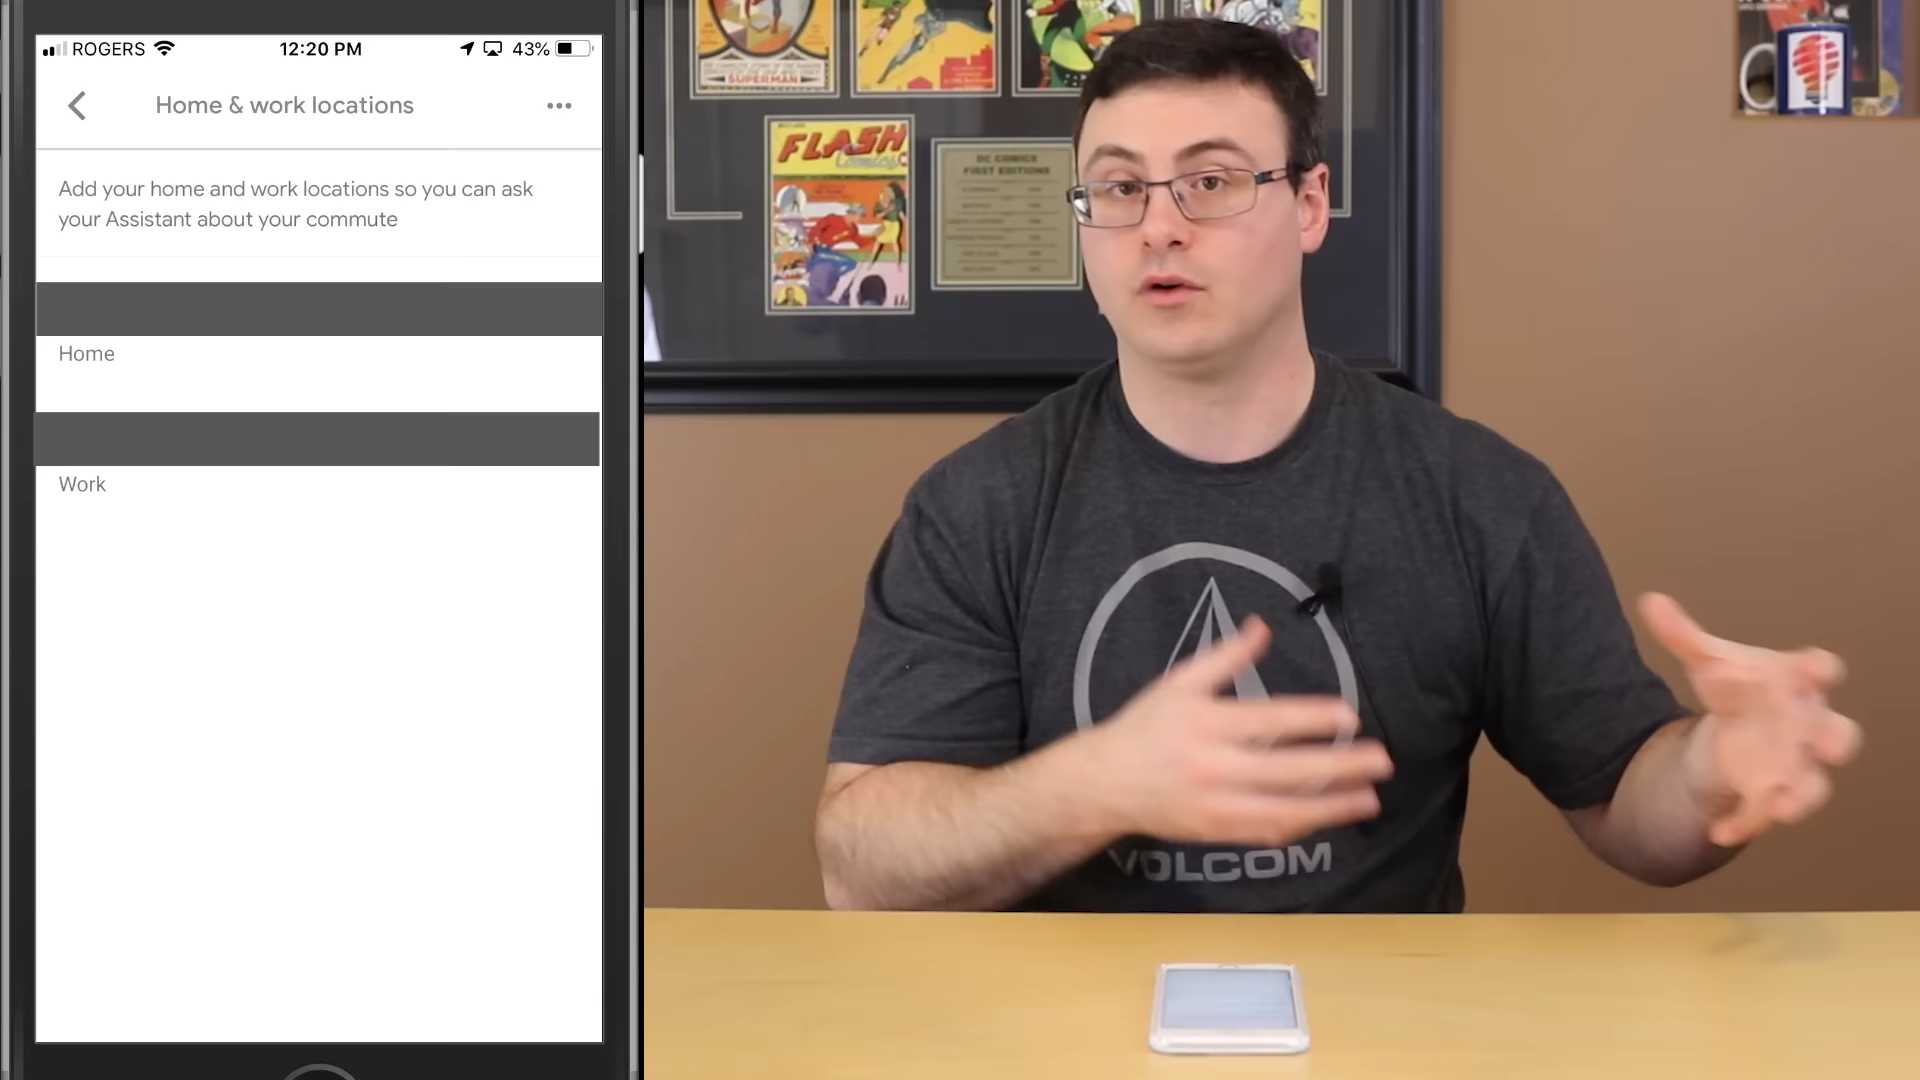 ROGERS 12:20 PM 43%
Home & work locations
Add your home and work locations so you can ask
your Assistant about your commute
Home
Work
SUPERMAN
FLASH
Comics
DC COMICS
FIRST EDITIONS
VOLCOM